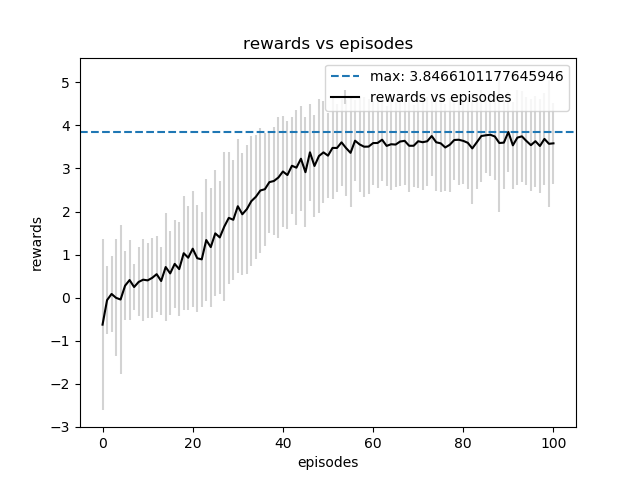 rewards vs episodes
max: 3.8466101177645946
rewards vs episodes
rewards
5
4
3
2
1
0
−1
−2
−3
0 20 40 60 80 100
episodes